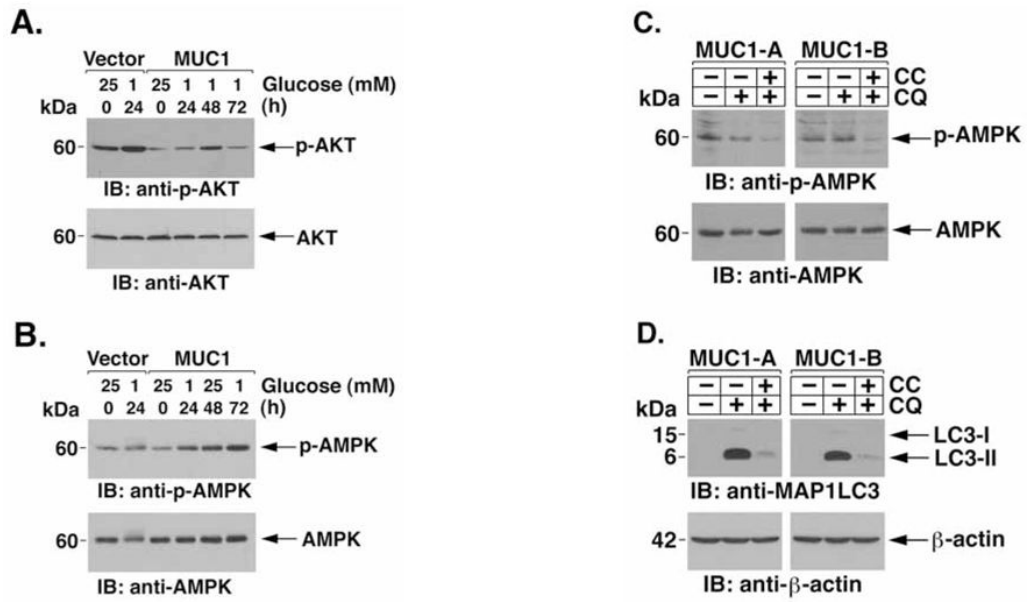 A.
Vector MUC1
25 1 25 1 1 1 Glucose (mM)
kDa 0 24 0 24 48 72 (h)
60 p-AKT
IB: anti-p-AKT
60 AKT
IB: anti-AKT
B.
Vector MUC1
25 1 25 1 25 1 Glucose (mM)
kDa 0 24 0 24 48 72 (h)
60 p-AMPK
IB: anti-p-AMPK
60 AMPK
IB: anti-AMPK
C.
MUC1-A MUC1-B
− − + − − + CC
kDa − + + − + + CQ
60 p-AMPK
IB: anti-p-AMPK
60 AMPK
IB: anti-AMPK
D.
MUC1-A MUC1-B
− − + − − + CC
kDa − + + − + + CQ
15 LC3-I
6 LC3-II
IB: anti-MAP1LC3
42 β-actin
IB: anti-β-actin